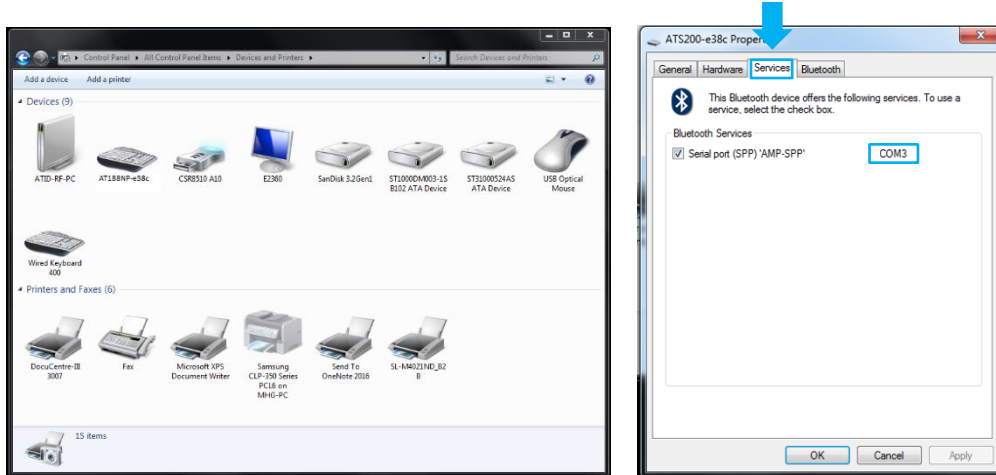 Control Panel ▸ All Control Panel Items ▸ Devices and Printers ▸
Search Devices and Printers
Add a device Add a printer
Devices (9)
ATID-RF-PC
AT188NP-e38c
CSR8510 A10
E2360
SanDisk 3.2Gen1
ST1000DM003-1S
B102 ATA Device
ST31000524AS
ATA Device
USB Optical
Mouse
Wired Keyboard
400
Printers and Faxes (6)
DocuCentre-III
3007
Fax
Microsoft XPS
Document Writer
Samsung
CLP-350 Series
PCL6 on
MHG-PC
Send To
OneNote 2016
SL-M4021ND_B2
B
15 items
ATS200-e38c
General Hardware Services Bluetooth
This Bluetooth device offers the following services. To use a
service, select the check box.
Bluetooth Services
Serial port (SPP) 'AMP-SPP' COM3
OK Cancel Apply